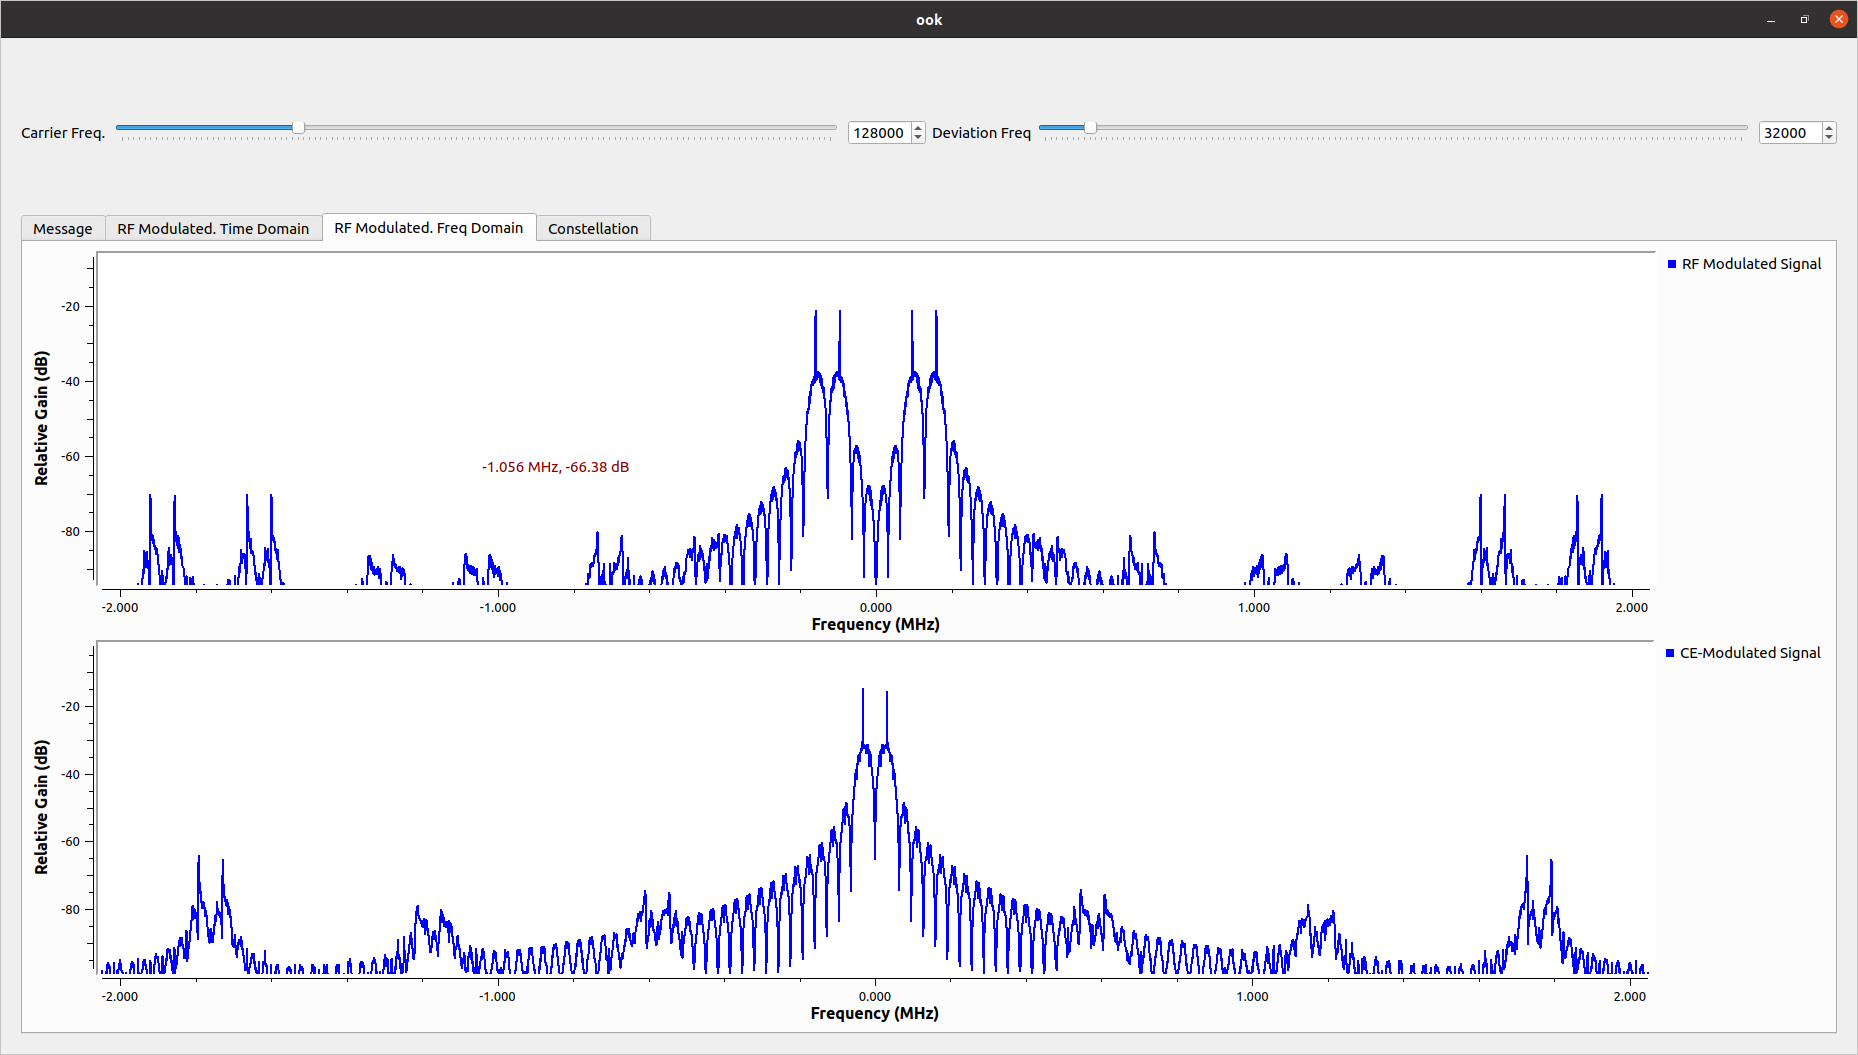 ook
Carrier Freq.
128000
Deviation Freq
32000
Message
RF Modulated. Time Domain
RF Modulated. Freq Domain
Constellation
RF Modulated Signal
Relative Gain (dB)
-20
-40
-60
-80
-1.056 MHz, -66.38 dB
-2.000
-1.000
0.000
1.000
2.000
Frequency (MHz)
CE-Modulated Signal
Relative Gain (dB)
-20
-40
-60
-80
-2.000
-1.000
0.000
1.000
2.000
Frequency (MHz)